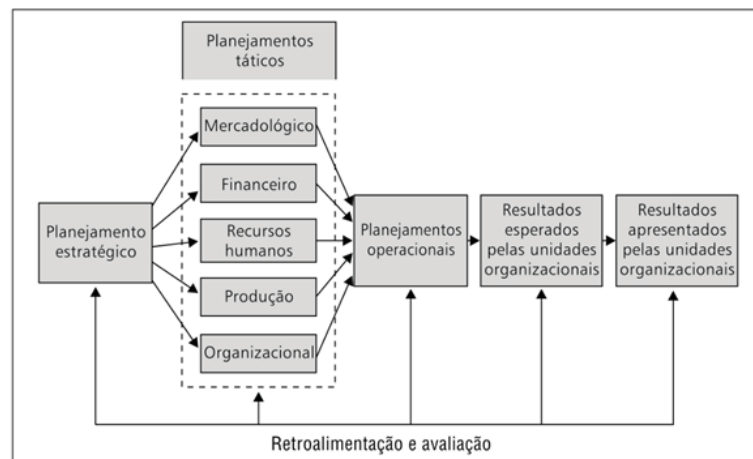 Planejamentos
táticos
Mercadológico
Financeiro
Recursos
humanos
Produção
Organizacional
Planejamento
estratégico
Planejamentos
operacionais
Resultados
esperados
pelas unidades
organizacionais
Resultados
apresentados
pelas unidades
organizacionais
Retroalimentação e avaliação